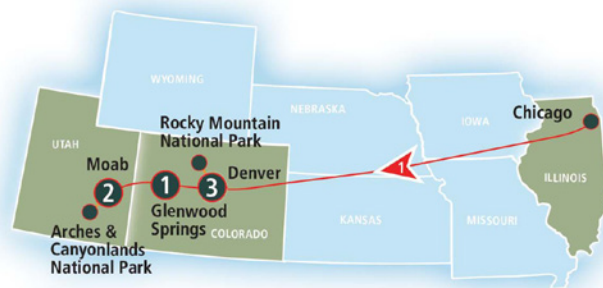 WYOMING
NEBRASKA
IOWA
Chicago
Rocky Mountain
National Park
UTAH
Moab
Denver
1
ILLINOIS
2
1
3
Glenwood
Springs
COLORADO
KANSAS
MISSOURI
Arches &
Canyonlands
National Park